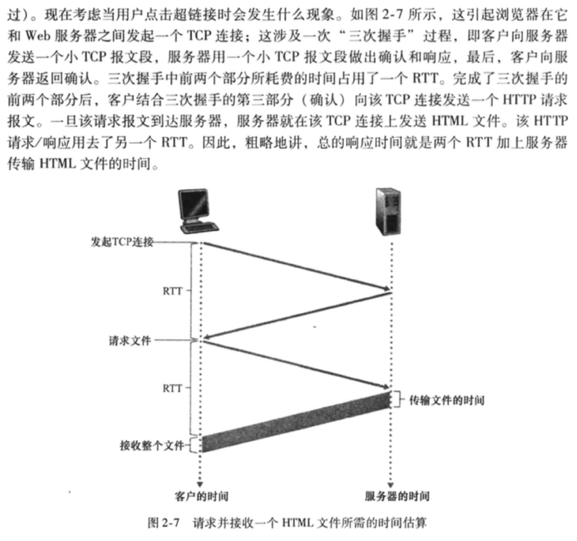 过)。现在考虑当用户点击超链接时会发生什么现象。如图2-7 所示，这引起浏览器在它
和 Web 服务器之间发起一个 TCP 连接；这涉及一次“三次握手”过程，即客户向服务器
发送一个小 TCP 报文段，服务器用一个小 TCP 报文段做出确认和响应，最后，客户向服
务器返回确认。三次握手中前两个部分所耗费的时间占用了一个 RTT。完成了三次握手的
前两个部分后，客户结合三次握手的第三部分（确认）向该 TCP 连接发送一个 HTTP 请求
报文。一旦该请求报文到达服务器，服务器就在该 TCP 连接上发送 HTML 文件。该 HTTP
请求/响应用去了另一个 RTT。因此，粗略地讲，总的响应时间就是两个 RTT 加上服务器
传输 HTML 文件的时间。
发起TCP连接
RTT
请求文件
RTT
传输文件的时间
接收整个文件
客户的时间
服务器的时间
图 2-7 请求并接收一个 HTML 文件所需的时间估算